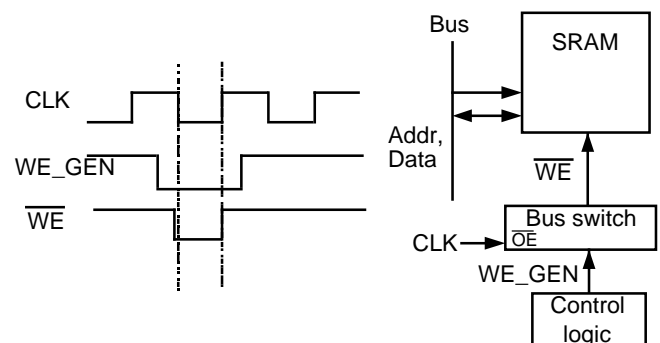 CLK
WE_GEN
WE
Bus
SRAM
Addr,
Data
WE
Bus switch
CLK
OE
WE_GEN
Control
logic